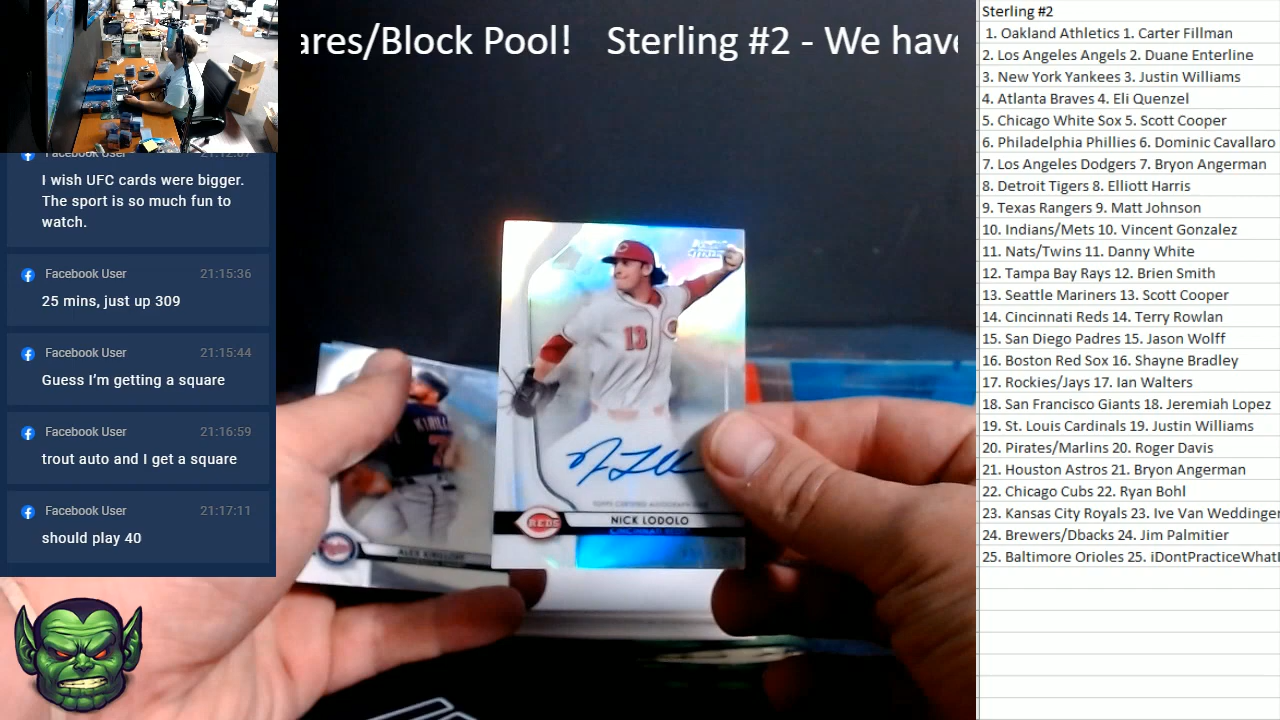 ares/Block Pool! Sterling #2 - We have
Facebook User 21:12:07
I wish UFC cards were bigger.
The sport is so much fun to
watch.
Facebook User 21:15:36
25 mins, just up 309
Facebook User 21:15:44
Guess I'm getting a square
Facebook User 21:16:59
trout auto and I get a square
Facebook User 21:17:11
should play 40
13
REDS
NICK LODOLO
CINCINNATI REDS
ALEX KIRILLOFF
Sterling #2
1. Oakland Athletics 1. Carter Fillman
2. Los Angeles Angels 2. Duane Enterline
3. New York Yankees 3. Justin Williams
4. Atlanta Braves 4. Eli Quenzel
5. Chicago White Sox 5. Scott Cooper
6. Philadelphia Phillies 6. Dominic Cavallaro
7. Los Angeles Dodgers 7. Bryon Angerman
8. Detroit Tigers 8. Elliott Harris
9. Texas Rangers 9. Matt Johnson
10. Indians/Mets 10. Vincent Gonzalez
11. Nats/Twins 11. Danny White
12. Tampa Bay Rays 12. Brien Smith
13. Seattle Mariners 13. Scott Cooper
14. Cincinnati Reds 14. Terry Rowlan
15. San Diego Padres 15. Jason Wolff
16. Boston Red Sox 16. Shayne Bradley
17. Rockies/Jays 17. Ian Walters
18. San Francisco Giants 18. Jeremiah Lopez
19. St. Louis Cardinals 19. Justin Williams
20. Pirates/Marlins 20. Roger Davis
21. Houston Astros 21. Bryon Angerman
22. Chicago Cubs 22. Ryan Bohl
23. Kansas City Royals 23. Ive Van Weddinger
24. Brewers/Dbacks 24. Jim Palmitier
25. Baltimore Orioles 25. iDontPracticeWhatI